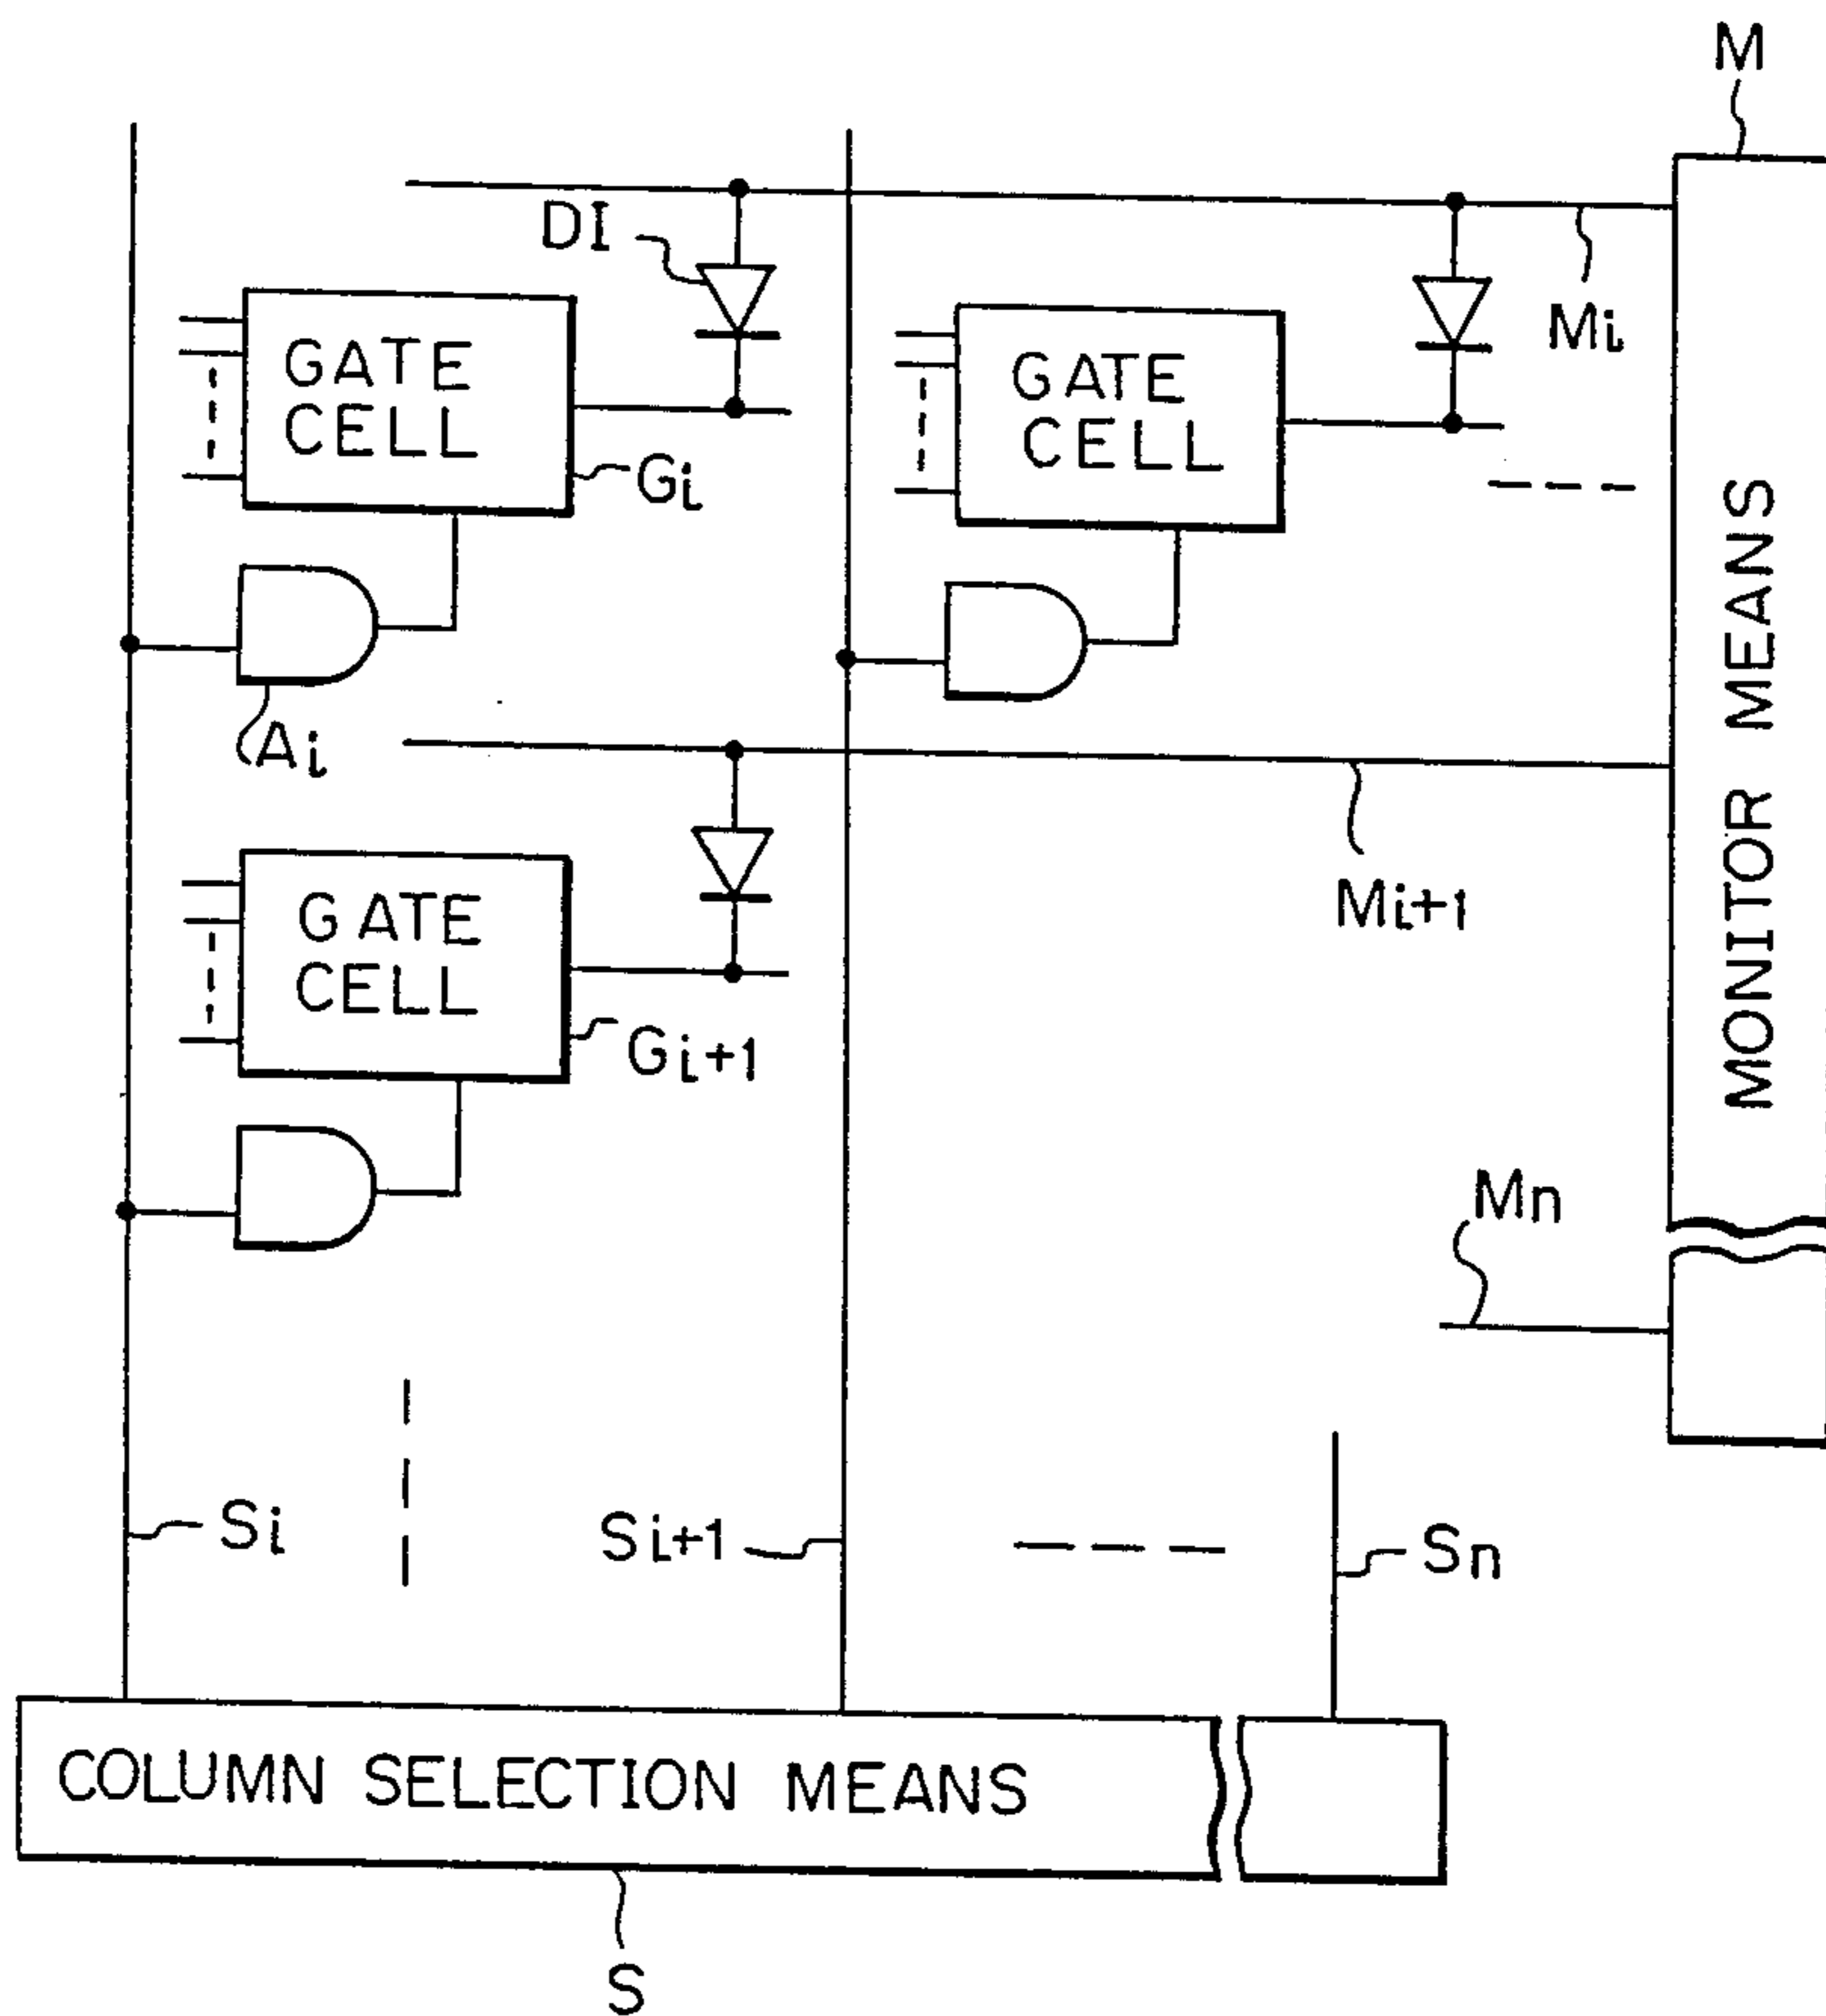 M
DI
Mi
GATE
CELL
GATE
CELL
Gi
Ai
MONITOR MEANS
Mi+1
GATE
CELL
Gi+1
Mn
Si
Si+1
Sn
COLUMN SELECTION MEANS
S